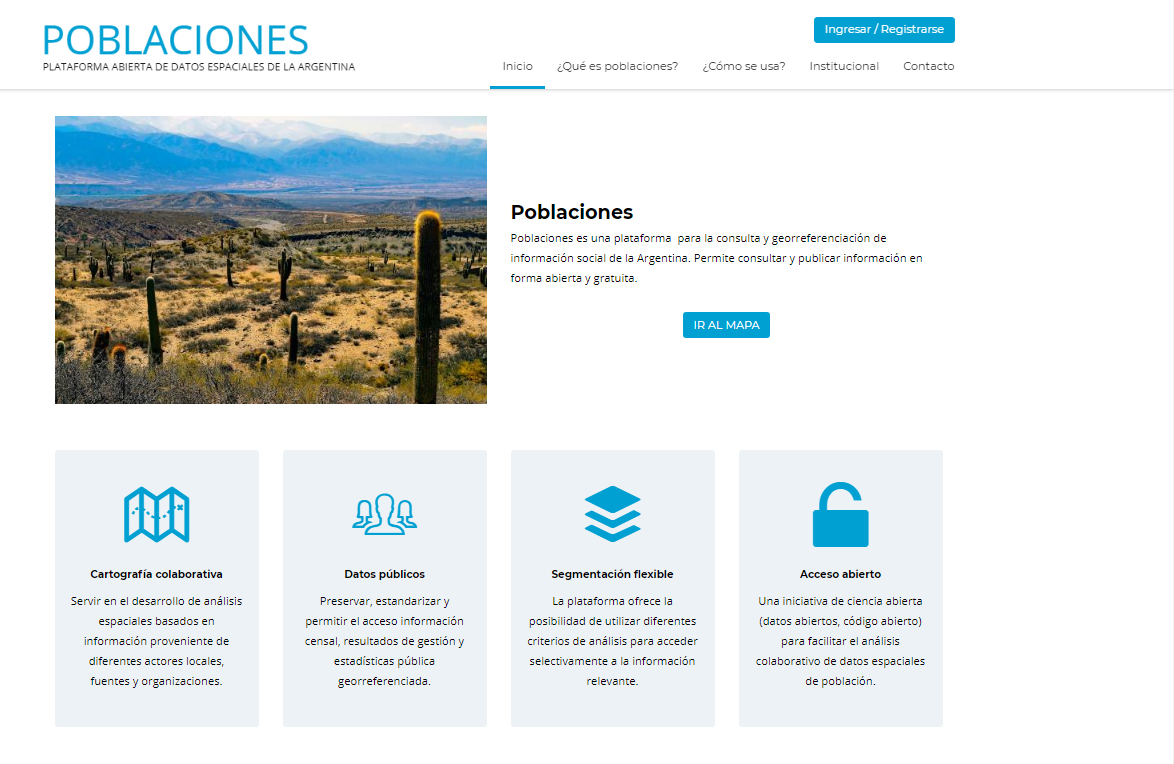 POBLACIONES
PLATAFORMA ABIERTA DE DATOS ESPACIALES DE LA ARGENTINA
Ingresar / Registrarse
Inicio ¿Qué es poblaciones? ¿Cómo se usa? Institucional Contacto
Poblaciones
Poblaciones es una plataforma para la consulta y georreferenciación de
información social de la Argentina. Permite consultar y publicar información en
forma abierta y gratuita.
IR AL MAPA
Cartografía colaborativa
Servir en el desarrollo de análisis
espaciales basados en
información proveniente de
diferentes actores locales,
fuentes y organizaciones.
Datos públicos
Preservar, estandarizar y
permitir el acceso información
censal, resultados de gestión y
estadísticas pública
georreferenciada.
Segmentación flexible
La plataforma ofrece la
posibilidad de utilizar diferentes
criterios de análisis para acceder
selectivamente a la información
relevante.
Acceso abierto
Una iniciativa de ciencia abierta
(datos abiertos, código abierto)
para facilitar el análisis
colaborativo de datos espaciales
de población.